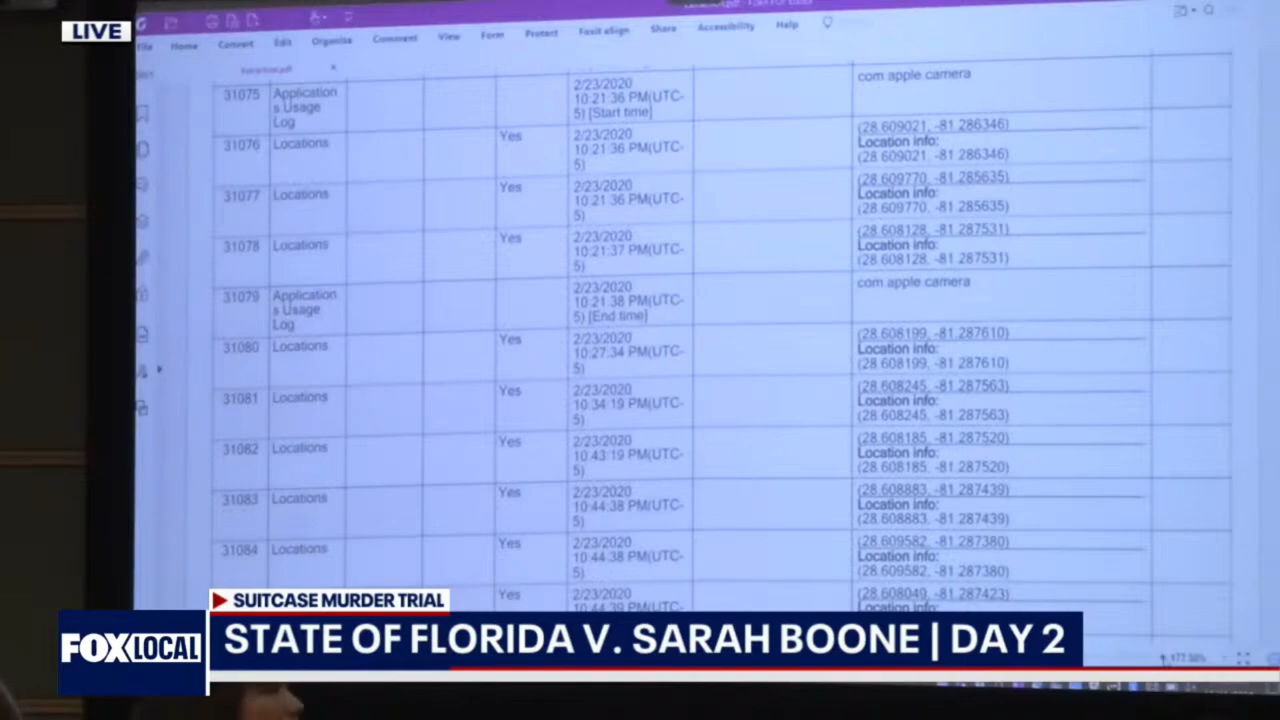 LIVE
File Home Convert Edit Organise Comment View Form Protect Foxit eSign Share Accessibility Help
31075 Application s Usage Log 2/23/2020 10:21:36 PM(UTC-5) [Start time] com apple camera
31076 Locations Yes 2/23/2020 10:21:36 PM(UTC-5) (28.609021, -81.286346) Location info: (28.609021, -81.286346)
31077 Locations Yes 2/23/2020 10:21:36 PM(UTC-5) (28.609770, -81.285635) Location info: (28.609770, -81.285635)
31078 Locations Yes 2/23/2020 10:21:37 PM(UTC-5) (28.608128, -81.287531) Location info: (28.608128, -81.287531)
31079 Application s Usage Log 2/23/2020 10:21:38 PM(UTC-5) [End time] com apple camera
31080 Locations Yes 2/23/2020 10:27:34 PM(UTC-5) (28.608199, -81.287610) Location info: (28.608199, -81.287610)
31081 Locations Yes 2/23/2020 10:34:19 PM(UTC-5) (28.608245, -81.287563) Location info: (28.608245, -81.287563)
31082 Locations Yes 2/23/2020 10:43:19 PM(UTC-5) (28.608185, -81.287520) Location info: (28.608185, -81.287520)
31083 Locations Yes 2/23/2020 10:44:38 PM(UTC-5) (28.608883, -81.287439) Location info: (28.608883, -81.287439)
31084 Locations Yes 2/23/2020 10:44:38 PM(UTC-5) (28.609582, -81.287380) Location info: (28.609582, -81.287380)
Yes 2/23/2020 10:44:39 PM(UTC- (28.608049, -81.287423) Location info:
SUITCASE MURDER TRIAL
FOX LOCAL
STATE OF FLORIDA V. SARAH BOONE | DAY 2